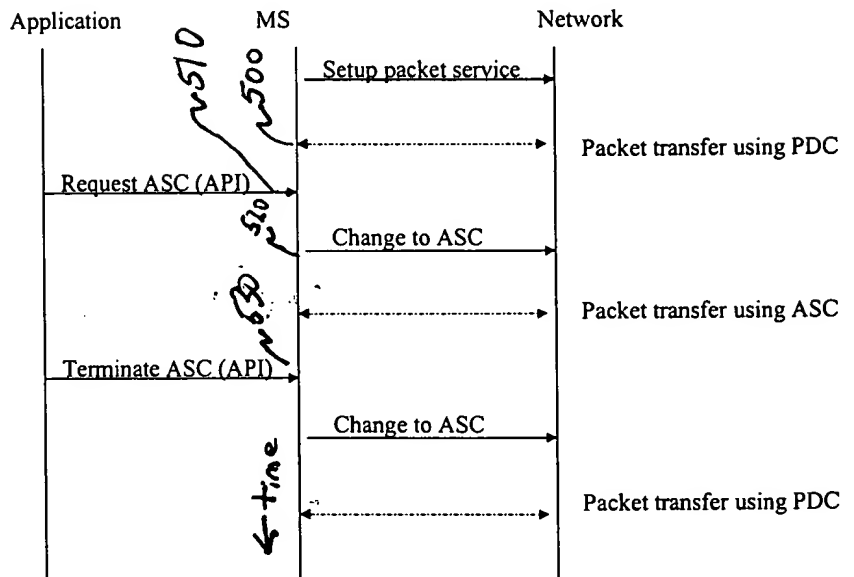 Application MS Network
Setup packet service
500
Packet transfer using PDC
510
Request ASC (API)
520
Change to ASC
Packet transfer using ASC
Terminate ASC (API)
Change to ASC
← time
Packet transfer using PDC